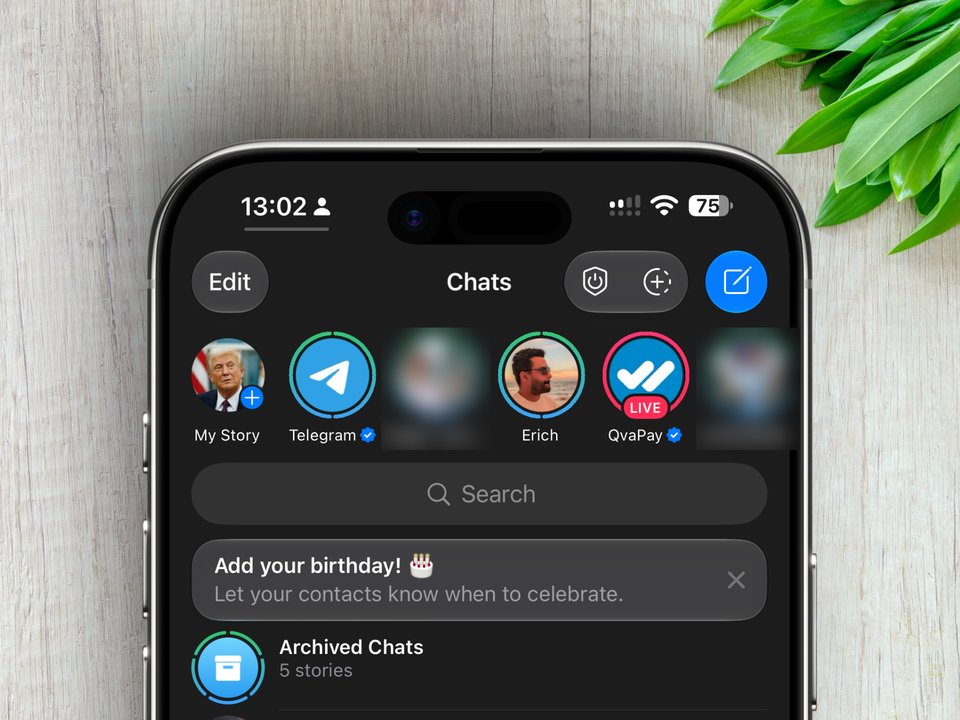 13:02
75
Edit
Chats
LIVE
My Story
Telegram
Erich
QvaPay
Search
Add your birthday! 🎂
Let your contacts know when to celebrate.
Archived Chats
5 stories